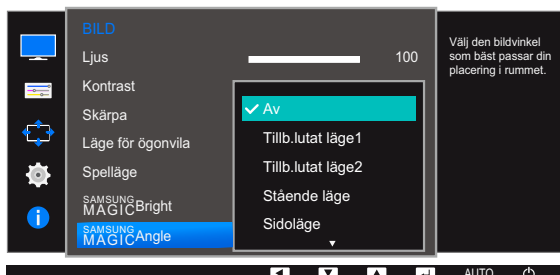 BILD
Ljus 100
Kontrast
Skärpa
Läge för ögonvila
Spelläge
SAMSUNG
MAGICBright
SAMSUNG
MAGICAngle
Av
Tillb.lutat läge1
Tillb.lutat läge2
Stående läge
Sidoläge
Välj den bildvinkel
som bäst passar din
placering i rummet.
AUTO